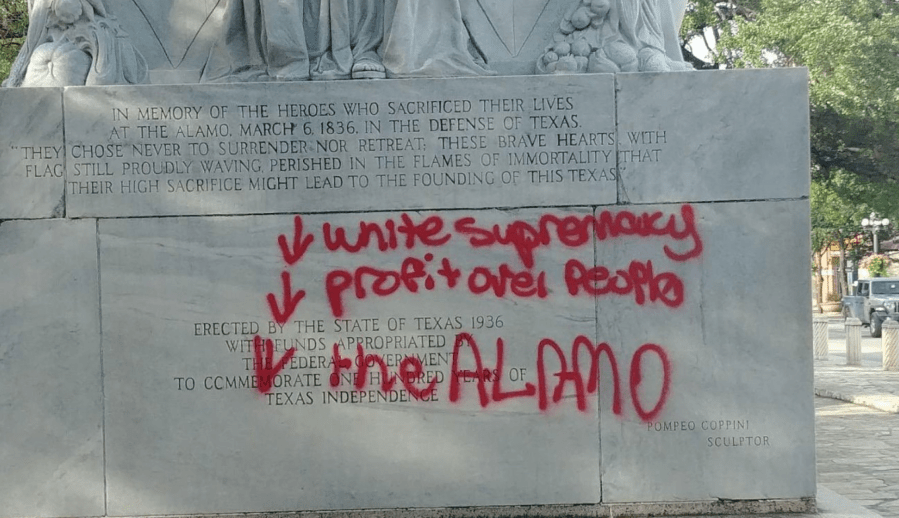 IN MEMORY OF THE HEROES WHO SACRIFICED THEIR LIVES
AT THE ALAMO, MARCH 6, 1836, IN THE DEFENSE OF TEXAS.
"THEY CHOSE NEVER TO SURRENDER NOR RETREAT; THESE BRAVE HEARTS, WITH
FLAG STILL PROUDLY WAVING, PERISHED IN THE FLAMES OF IMMORTALITY THAT
THEIR HIGH SACRIFICE MIGHT LEAD TO THE FOUNDING OF THIS TEXAS."
↓ white supremacy
↓ profit over People
↓ the ALAMO
ERECTED BY THE STATE OF TEXAS 1936
WITH FUNDS APPROPRIATED BY
THE FEDERAL GOVERNMENT
TO COMMEMORATE ONE HUNDRED YEARS OF
TEXAS INDEPENDENCE
POMPEO COPPINI
SCULPTOR